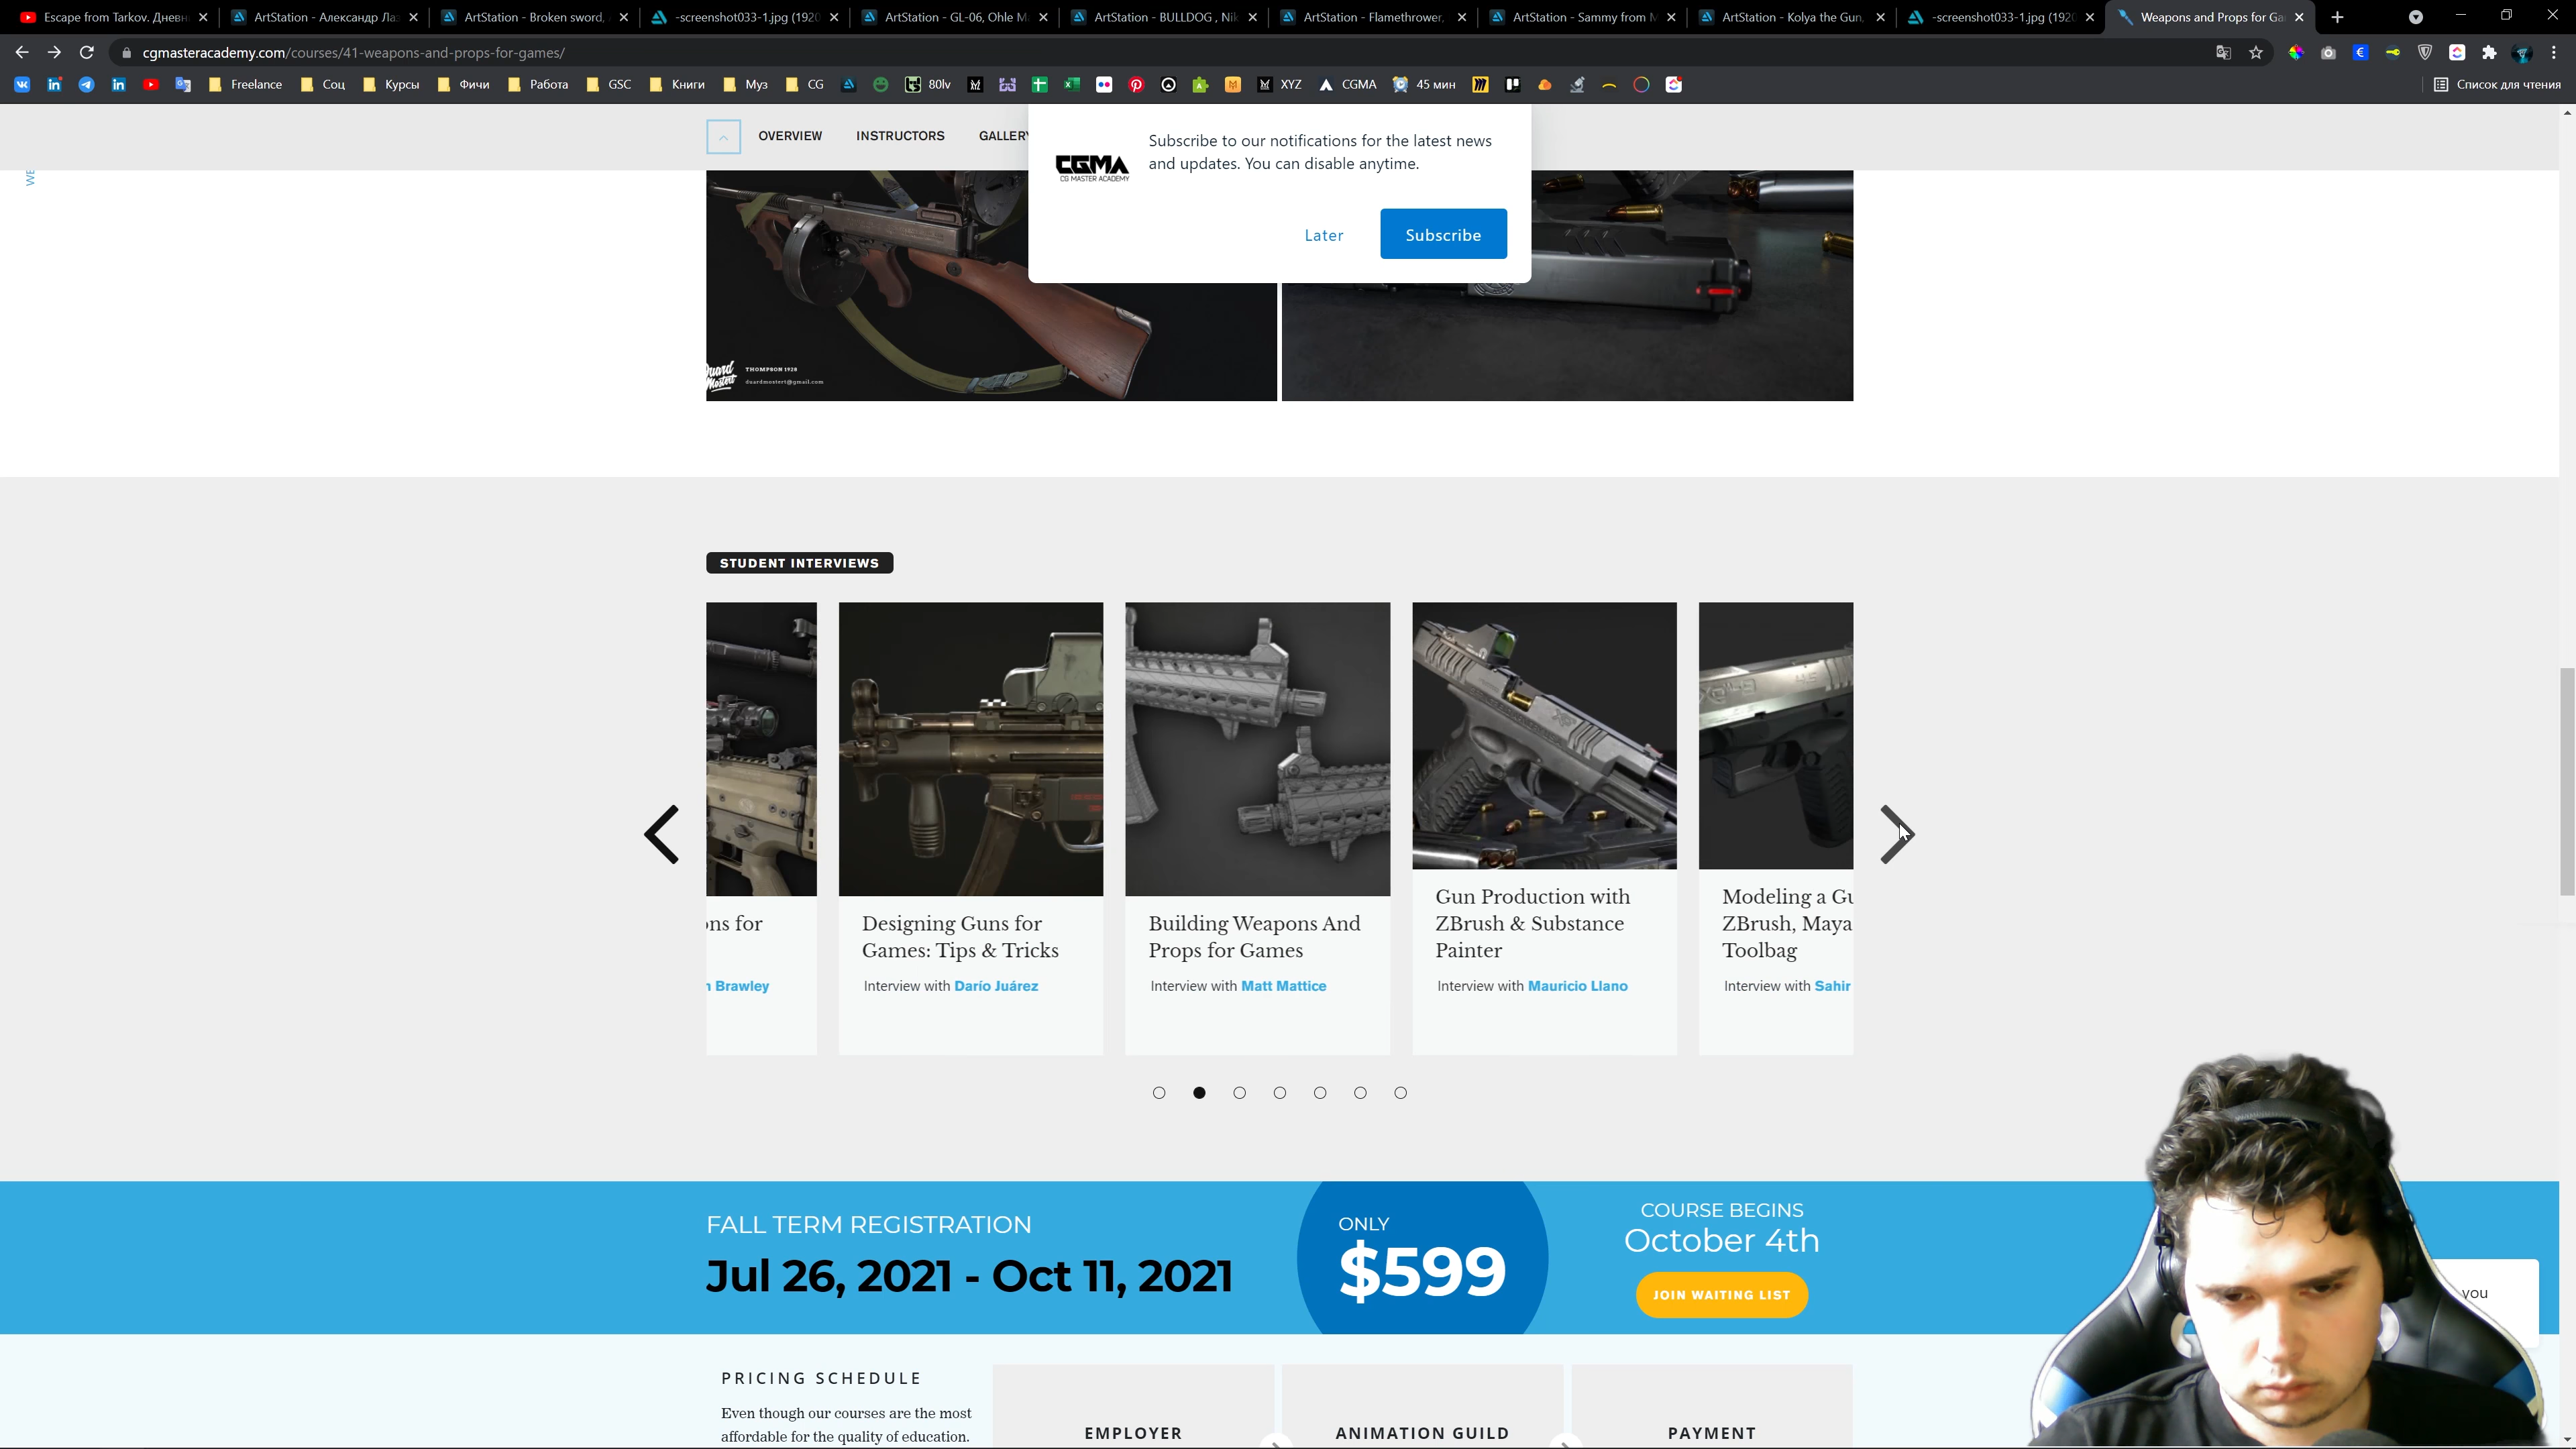 Escape from Tarkov. Дневн
ArtStation - Александр Ла
ArtStation - Broken sword,
-screenshot033-1.jpg (1920
ArtStation - GL-06, Ohle M
ArtStation - BULLDOG , Nik
ArtStation - Flamethrower,
ArtStation - Sammy from M
ArtStation - Kolya the Gun,
-screenshot033-1.jpg (1920
Weapons and Props for Ga
cgmasteracademy.com/courses/41-weapons-and-props-for-games/
Freelance
Соц
Курсы
Фичи
Работа
GSC
Книги
Муз
CG
80lv
XYZ
CGMA
45 мин
Список для чтения
OVERVIEW
INSTRUCTORS
GALLERY
WE
CGMA
CG MASTER ACADEMY
Subscribe to our notifications for the latest news
and updates. You can disable anytime.
Later
Subscribe
THOMPSON 1928
duardmostert@gmail.com
STUDENT INTERVIEWS
ns for
Brawley
Designing Guns for
Games: Tips & Tricks
Interview with Darío Juárez
Building Weapons And
Props for Games
Interview with Matt Mattice
Gun Production with
ZBrush & Substance
Painter
Interview with Mauricio Llano
Modeling a Gu
ZBrush, Maya
Toolbag
Interview with Sahir
FALL TERM REGISTRATION
Jul 26, 2021 - Oct 11, 2021
ONLY
$599
COURSE BEGINS
October 4th
JOIN WAITING LIST
you
PRICING SCHEDULE
Even though our courses are the most
affordable for the quality of education.
EMPLOYER
ANIMATION GUILD
PAYMENT